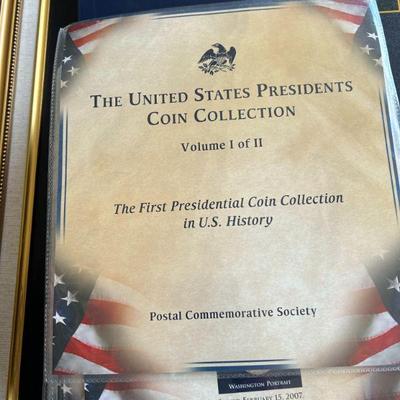 THE UNITED STATES PRESIDENTS
COIN COLLECTION
Volume I of II
The First Presidential Coin Collection
in U.S. History
Postal Commemorative Society
WASHINGTON PORTRAIT
FEBRUARY 15, 2007.